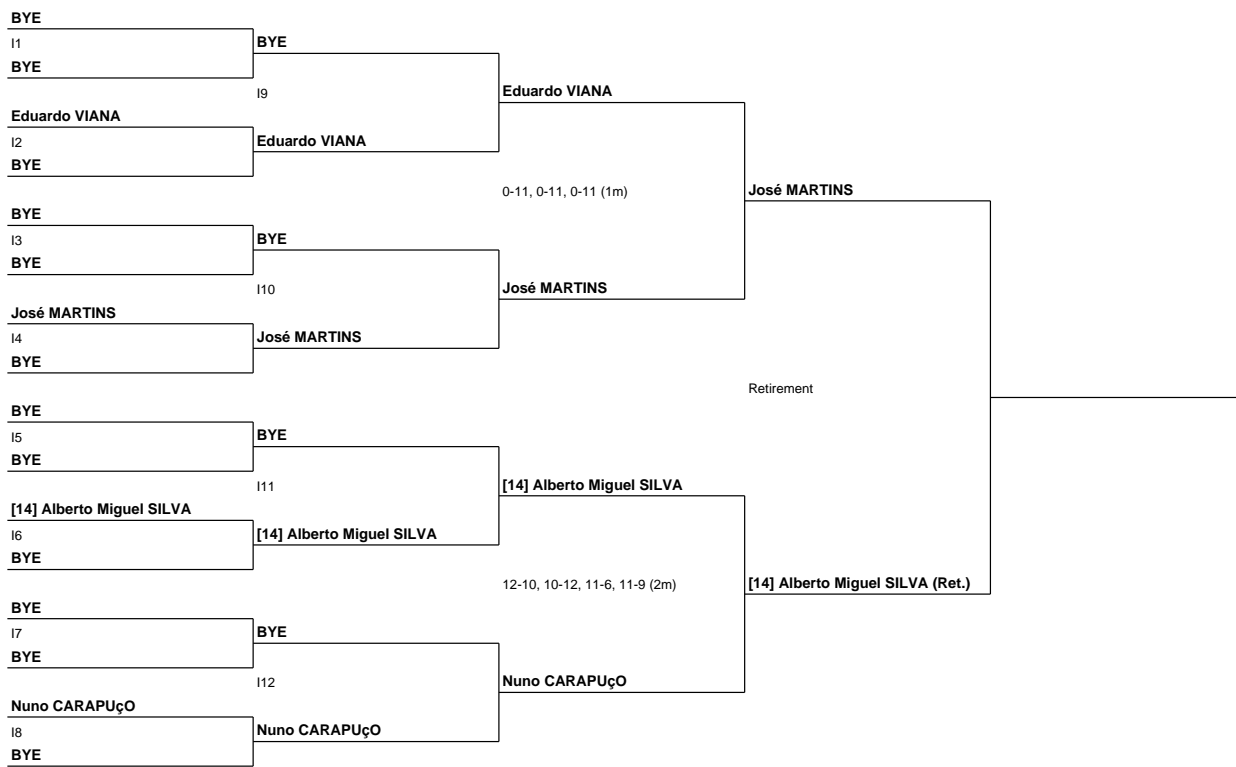 BYE
I1
BYE
Eduardo VIANA
I2
BYE
BYE
I3
BYE
José MARTINS
I4
BYE
BYE
I5
BYE
[14] Alberto Miguel SILVA
I6
BYE
BYE
I7
BYE
Nuno CARAPUçO
I8
BYE
BYE
I9
Eduardo VIANA
BYE
I10
José MARTINS
BYE
I11
[14] Alberto Miguel SILVA
BYE
I12
Nuno CARAPUçO
Eduardo VIANA
0-11, 0-11, 0-11 (1m)
José MARTINS
[14] Alberto Miguel SILVA
12-10, 10-12, 11-6, 11-9 (2m)
Nuno CARAPUçO
José MARTINS
Retirement
[14] Alberto Miguel SILVA (Ret.)